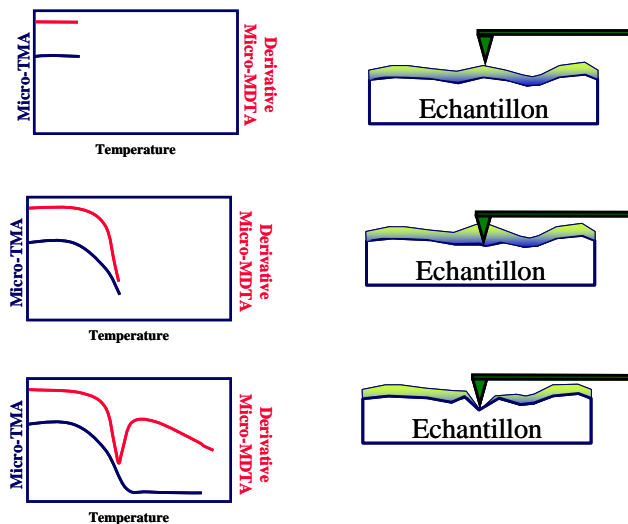 Micro-TMA
Derivative
Micro-MDTA
Temperature
Echantillon
Micro-TMA
Derivative
Micro-MDTA
Temperature
Echantillon
Micro-TMA
Derivative
Micro-MDTA
Temperature
Echantillon